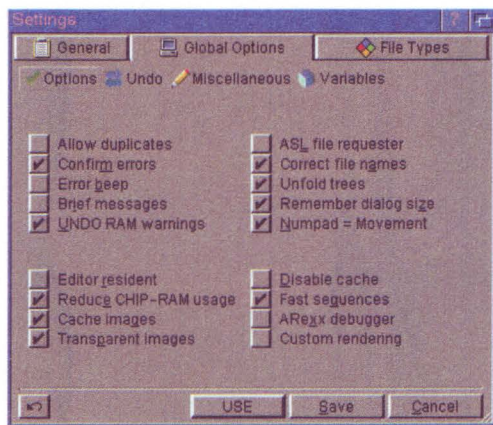 Settings
?
General Global Options File Types
Options Undo Miscellaneous Variables
Allow duplicates
Confirm errors
Error beep
Brief messages
UNDO RAM warnings
ASL file requester
Correct file names
Unfold trees
Remember dialog size
Numpad = Movement
Editor resident
Reduce CHIP-RAM usage
Cache images
Transparent images
Disable cache
Fast sequences
ARexx debugger
Custom rendering
USE Save Cancel